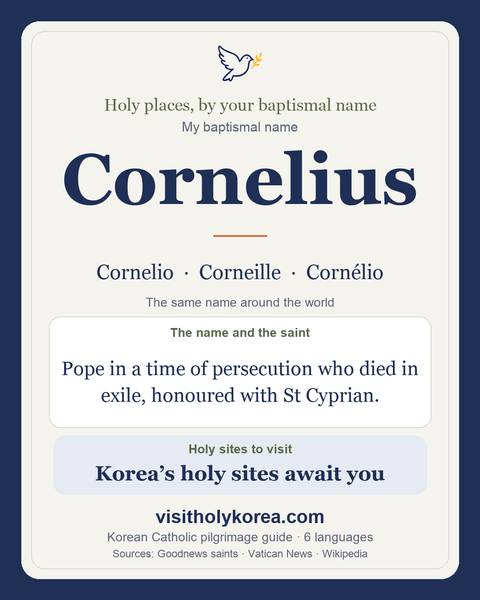 Holy places, by your baptismal name
My baptismal name
Cornelius
Cornelio · Corneille · Cornélio
The same name around the world
The name and the saint
Pope in a time of persecution who died in
exile, honoured with St Cyprian.
Holy sites to visit
Korea’s holy sites await you
visitholykorea.com
Korean Catholic pilgrimage guide · 6 languages
Sources: Goodnews saints · Vatican News · Wikipedia